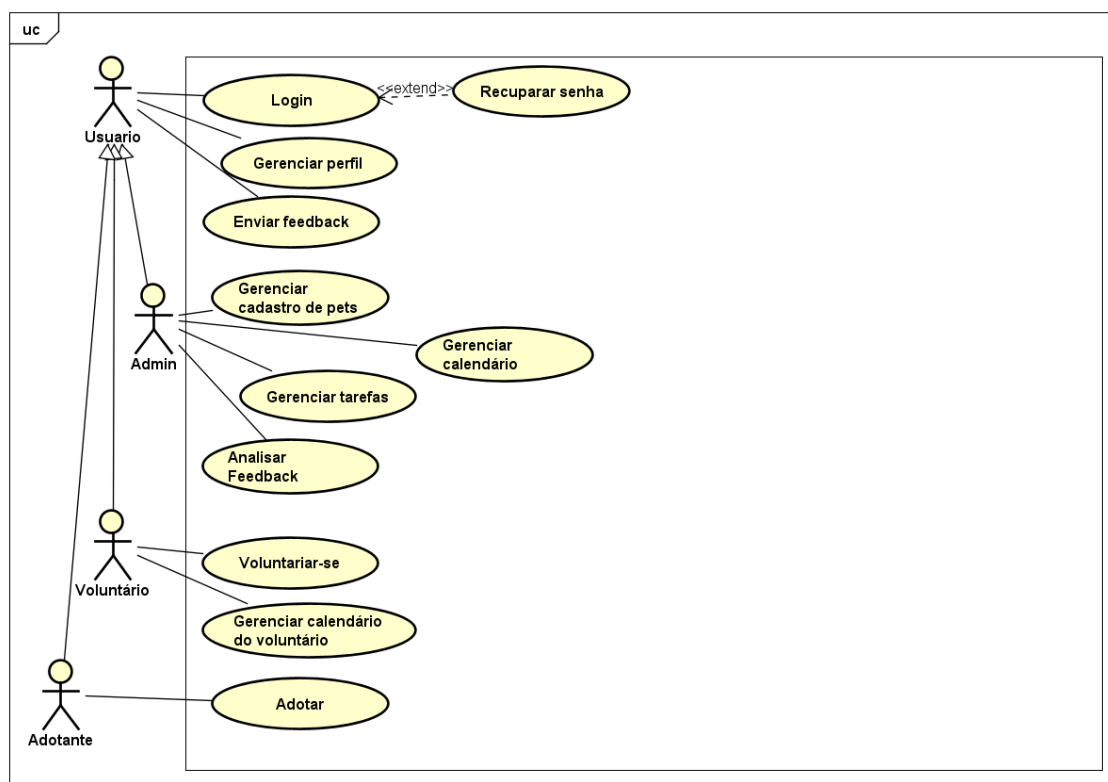 uc
Usuario
Login
<<extend>>
Recuparar senha
Gerenciar perfil
Enviar feedback
Admin
Gerenciar
cadastro de pets
Gerenciar
calendário
Gerenciar tarefas
Analisar
Feedback
Voluntário
Voluntariar-se
Gerenciar calendário
do voluntário
Adotante
Adotar